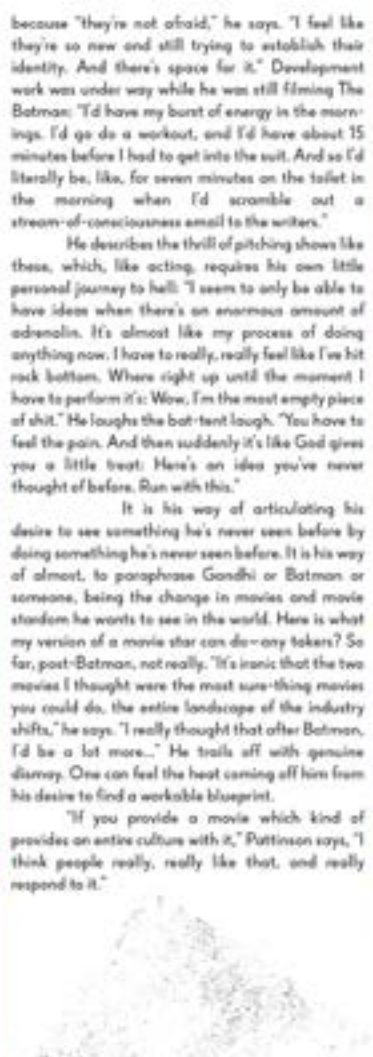 because "they're not afraid," he says. "I feel like
they're so new and still trying to establish their
identity. And there's space for it." Development
work was under way while he was still filming The
Batman: "I'd have my burst of energy in the morn-
ings. I'd go do a workout, and I'd have about 15
minutes before I had to get into the suit. And so I'd
literally be, like, for seven minutes on the toilet in
the morning when I'd scramble out a
stream-of-consciousness email to the writers."
He describes the thrill of pitching shows like
these, which, like acting, requires his own little
personal journey to hell: "I seem to only be able to
have ideas when there's an enormous amount of
adrenalin. It's almost like my process of doing
anything now. I have to really, really feel like I've hit
rock bottom. Where right up until the moment I
have to perform it's: Wow, I'm the most empty piece
of shit." He laughs the bat-tent laugh. "You have to
feel the pain. And then suddenly it's like God gives
you a little treat: Here's an idea you've never
thought of before. Run with this."
It is his way of articulating his
desire to see something he's never seen before by
doing something he's never seen before. It is his way
of almost, to paraphrase Gandhi or Batman or
someone, being the change in movies and movie
stardom he wants to see in the world. Here is what
my version of a movie star can do—any takers? So
far, post-Batman, not really. "It's ironic that the two
movies I thought were the most sure-thing movies
you could do, the entire landscape of the industry
shifts," he says. "I really thought that after Batman,
I'd be a lot more..." He trails off with genuine
dismay. One can feel the heat coming off him from
his desire to find a workable blueprint.
"If you provide a movie which kind of
provides an entire culture with it," Pattinson says, "I
think people really, really like that, and really
respond to it."